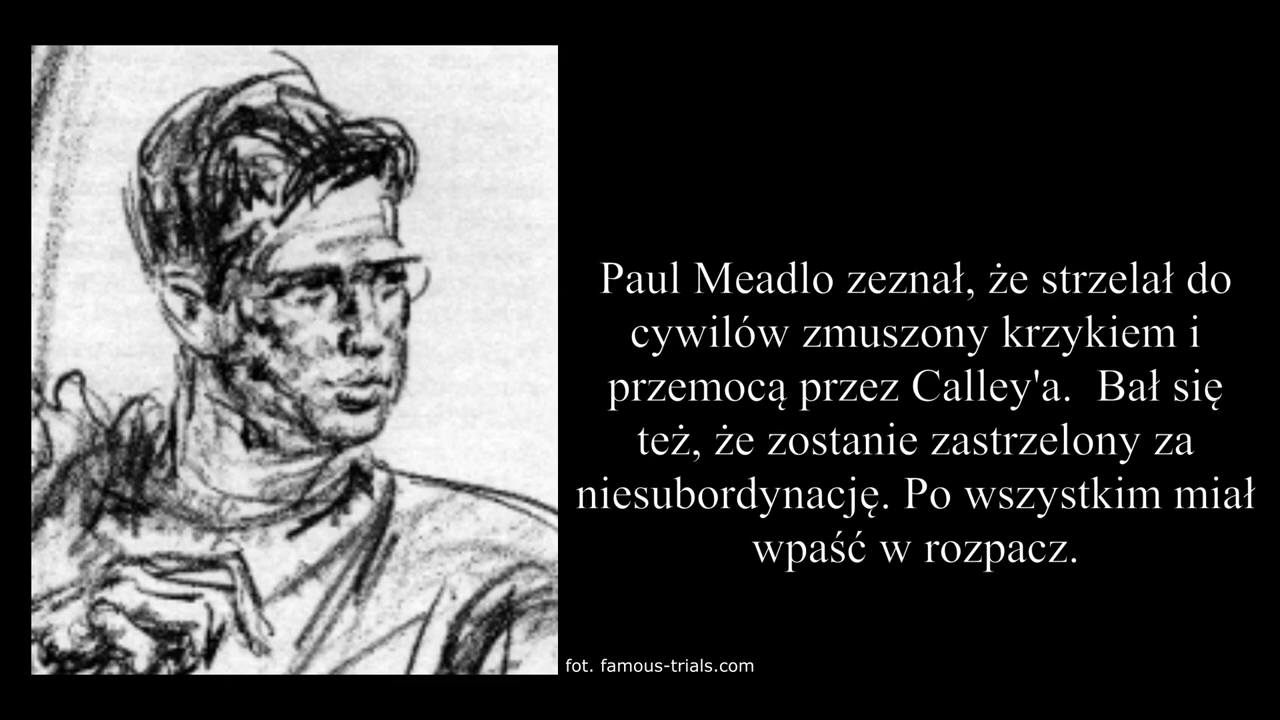 Paul Meadlo zeznał, że strzelał do
cywilów zmuszony krzykiem i
przemocą przez Calley'a.  Bał się
też, że zostanie zastrzelony za
niesubordynację. Po wszystkim miał
wpaść w rozpacz.
fot. famous-trials.com